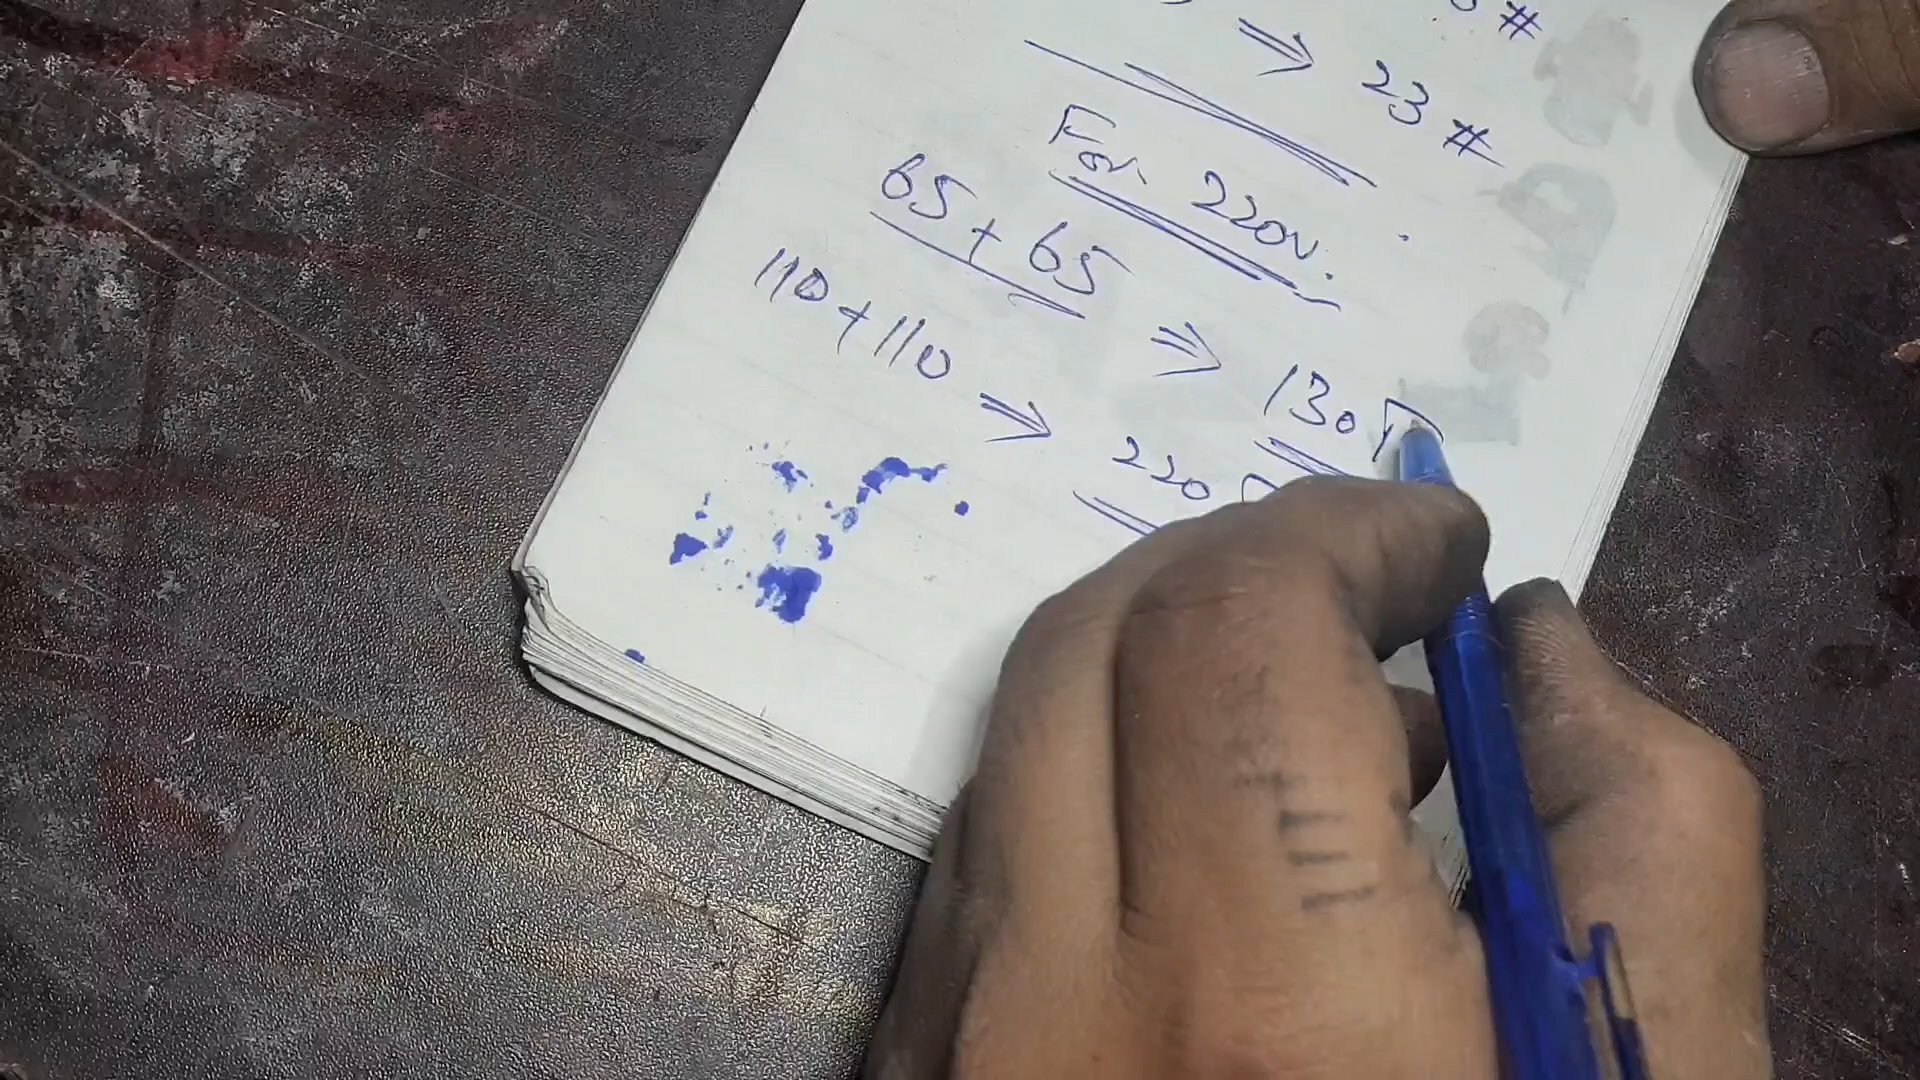 #
⇒ 23 #
For 220v.
65 + 65 ⇒ 130 T
110 + 110 ⇒ 220